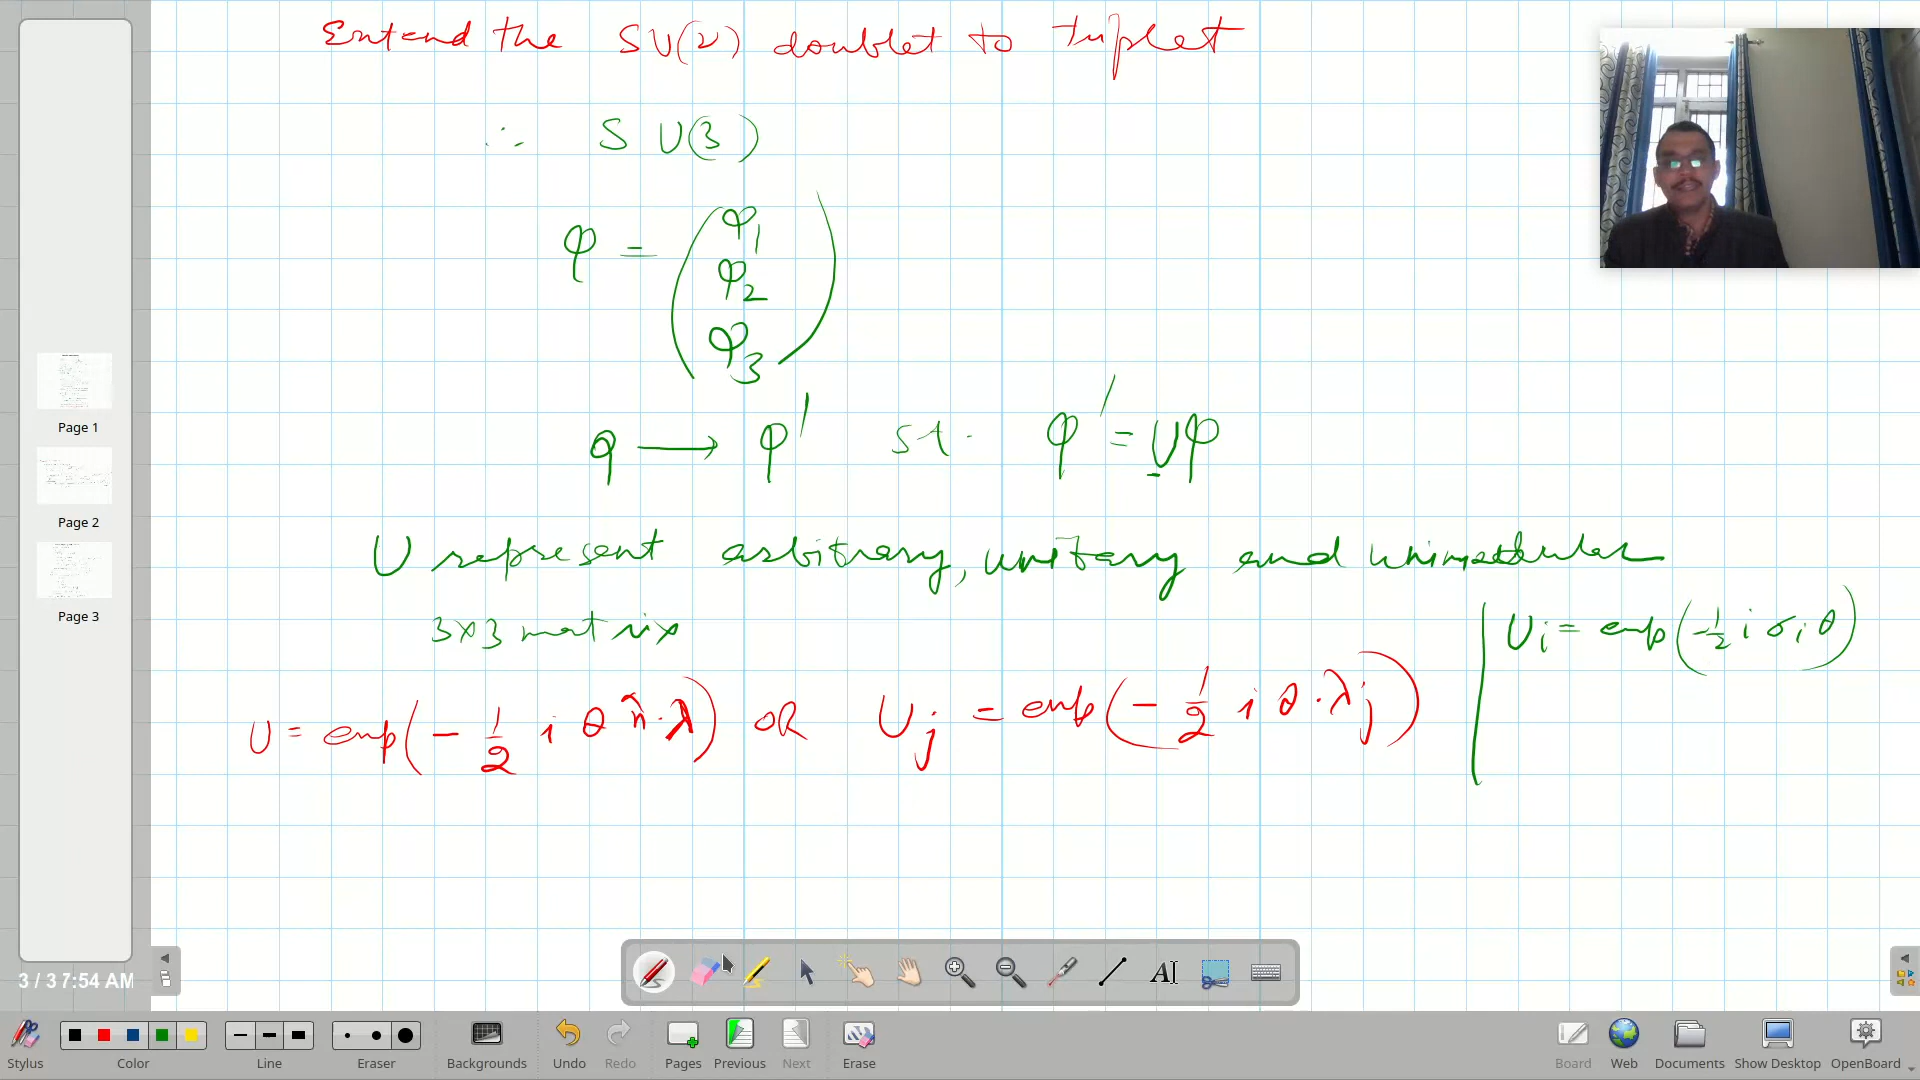 Extend the SU(2) doublet to triplet
∴ SU(3)
φ = (φ1
φ2
φ3)
φ → φ' s.t. φ' = Uφ
U represent arbitrary, unitary and unimodular
3x3 matrix
Ui = exp(-1/2 i σi θ)
U = exp(- 1/2 i θ n̂·λ) OR Uj = exp(- 1/2 i θ·λj)
Page 1
Page 2
Page 3
3 / 3 7:54 AM
Stylus
Color
Line
Eraser
Backgrounds
Undo
Redo
Pages
Previous
Next
Erase
Board
Web
Documents
Show Desktop
OpenBoard